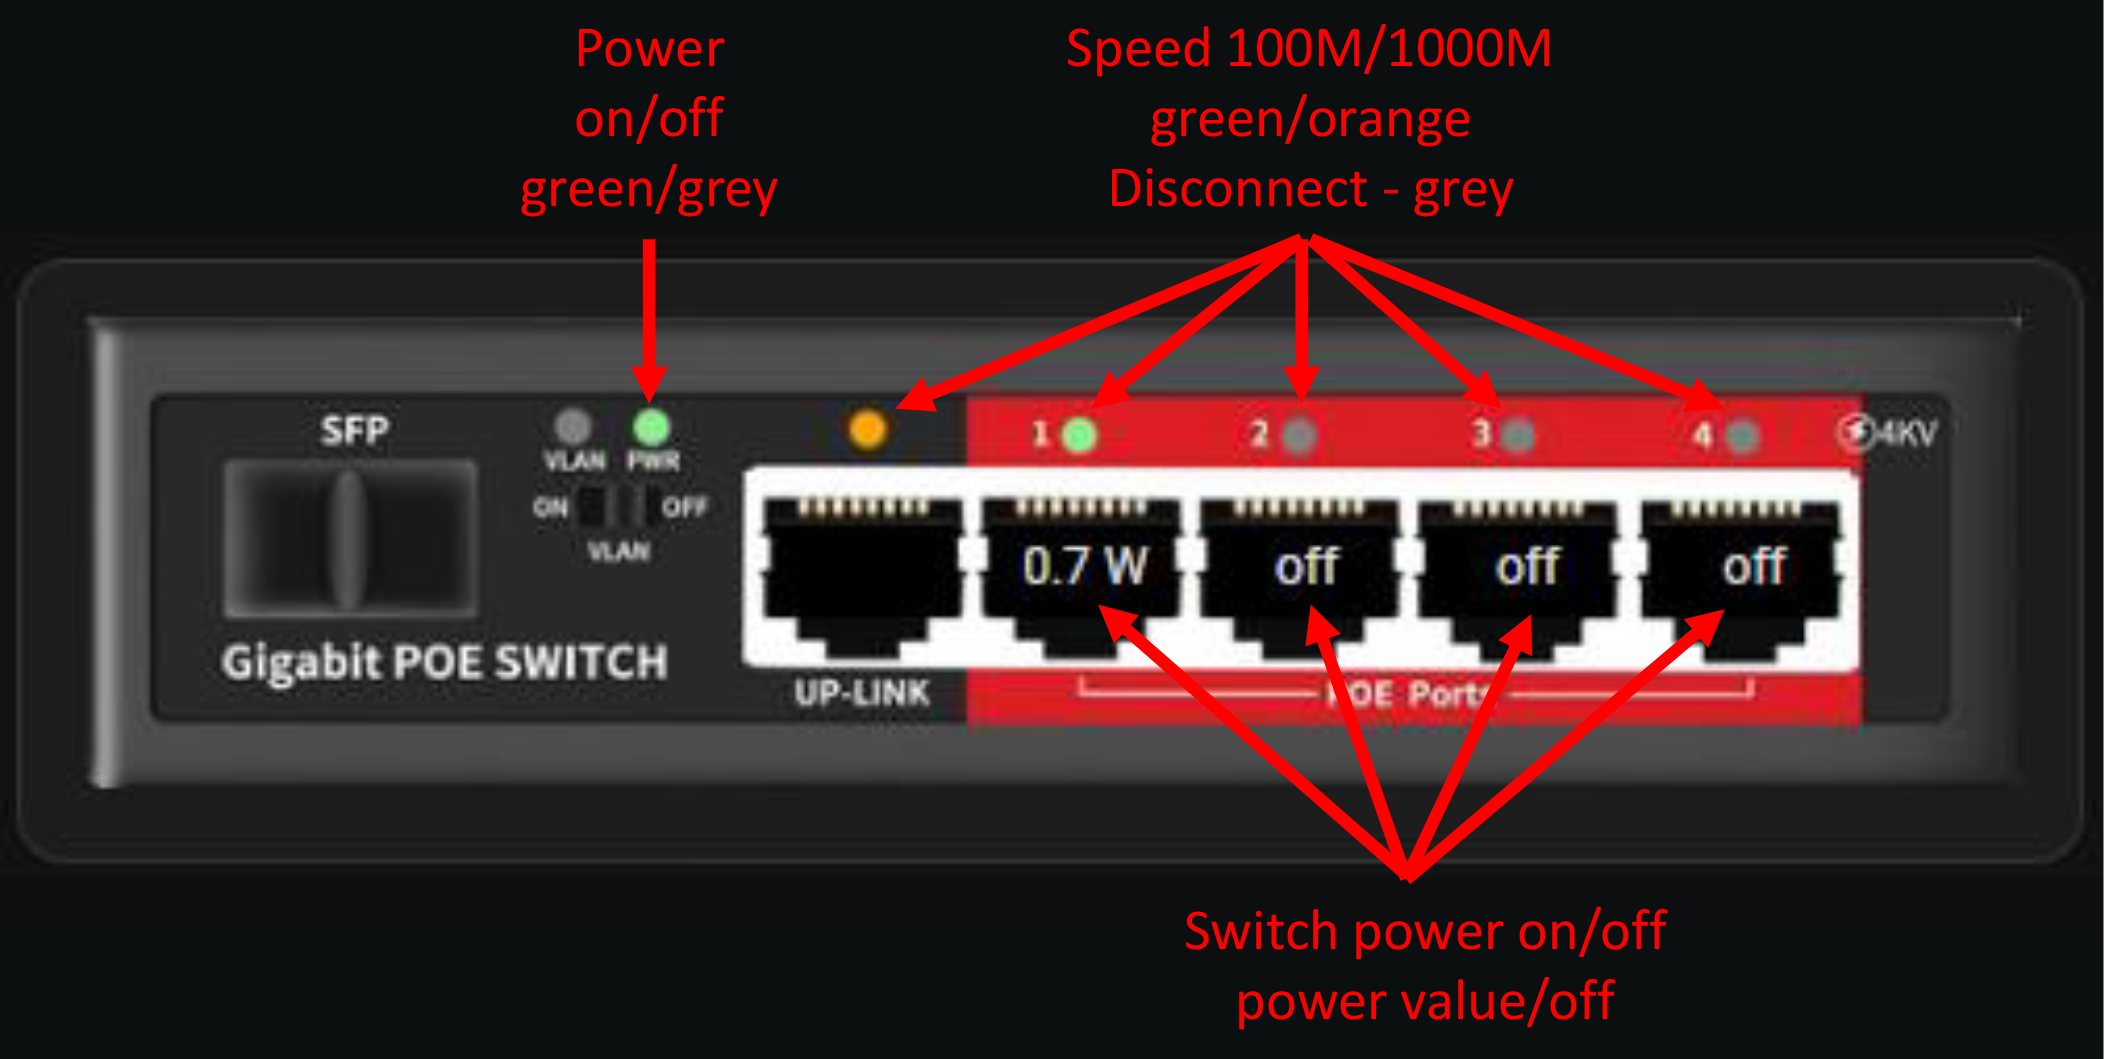 Power
on/off
green/grey
Speed 100M/1000M
green/orange
Disconnect - grey
SFP
VLAN PWR
ON OFF
VLAN
1 2 3 4 4KV
0.7 W off off off
Gigabit POE SWITCH
UP-LINK POE Ports
Switch power on/off
power value/off